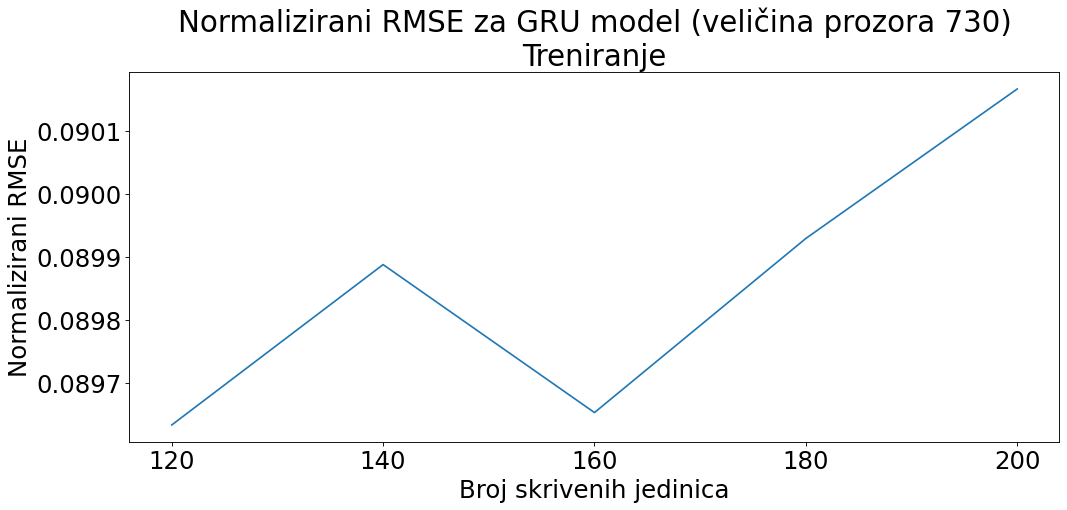 Normalizirani RMSE za GRU model (veličina prozora 730)
Treniranje
Normalizirani RMSE
0.0901
0.0900
0.0899
0.0898
0.0897
120 140 160 180 200
Broj skrivenih jedinica